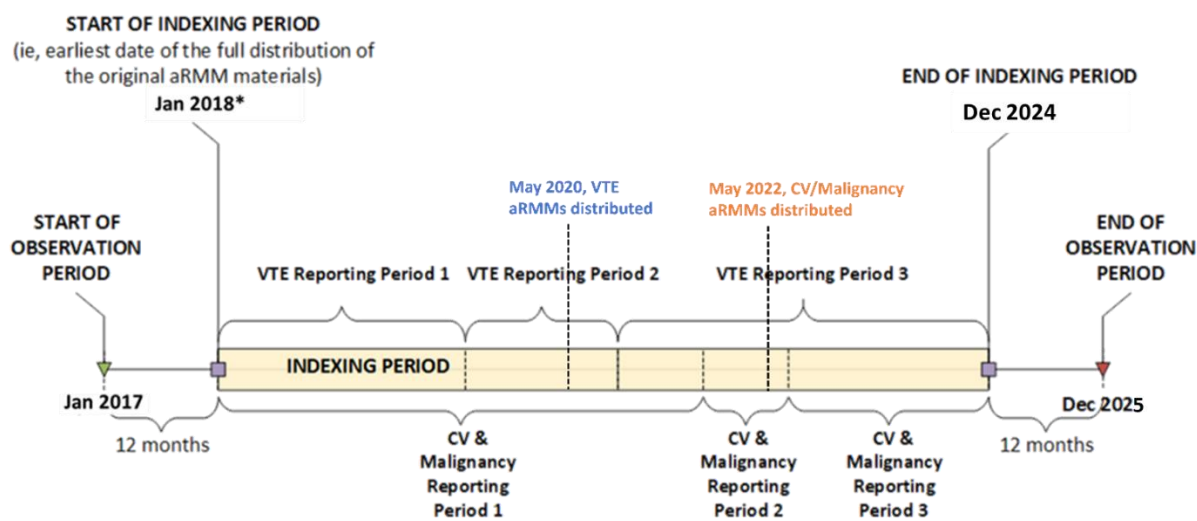 START OF INDEXING PERIOD
(ie, earliest date of the full distribution of
the original aRMM materials)
Jan 2018*
END OF INDEXING PERIOD
Dec 2024
May 2020, VTE
aRMMs distributed
May 2022, CV/Malignancy
aRMMs distributed
START OF
OBSERVATION
PERIOD
END OF
OBSERVATION
PERIOD
VTE Reporting Period 1
VTE Reporting Period 2
VTE Reporting Period 3
INDEXING PERIOD
Jan 2017
Dec 2025
12 months
CV &
Malignancy
Reporting
Period 1
CV &
Malignancy
Reporting
Period 2
CV &
Malignancy
Reporting
Period 3
12 months